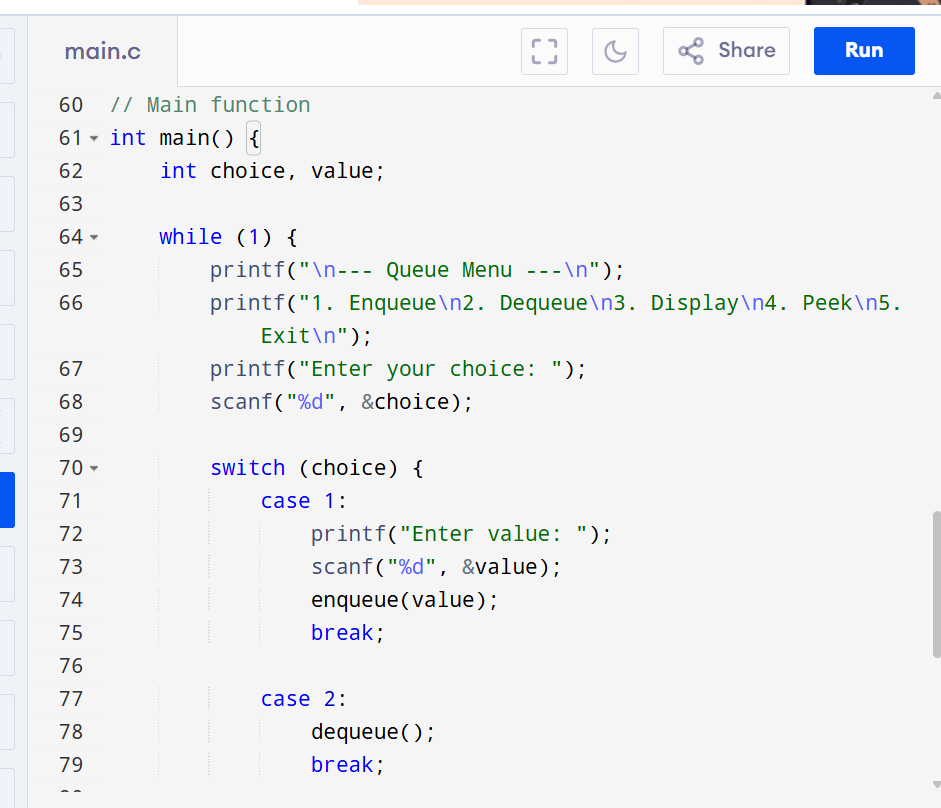 main.c
Share
Run
60 // Main function
61 int main() {
62 int choice, value;
63
64 while (1) {
65 printf("\n--- Queue Menu ---\n");
66 printf("1. Enqueue\n2. Dequeue\n3. Display\n4. Peek\n5.
Exit\n");
67 printf("Enter your choice: ");
68 scanf("%d", &choice);
69
70 switch (choice) {
71 case 1:
72 printf("Enter value: ");
73 scanf("%d", &value);
74 enqueue(value);
75 break;
76
77 case 2:
78 dequeue();
79 break;